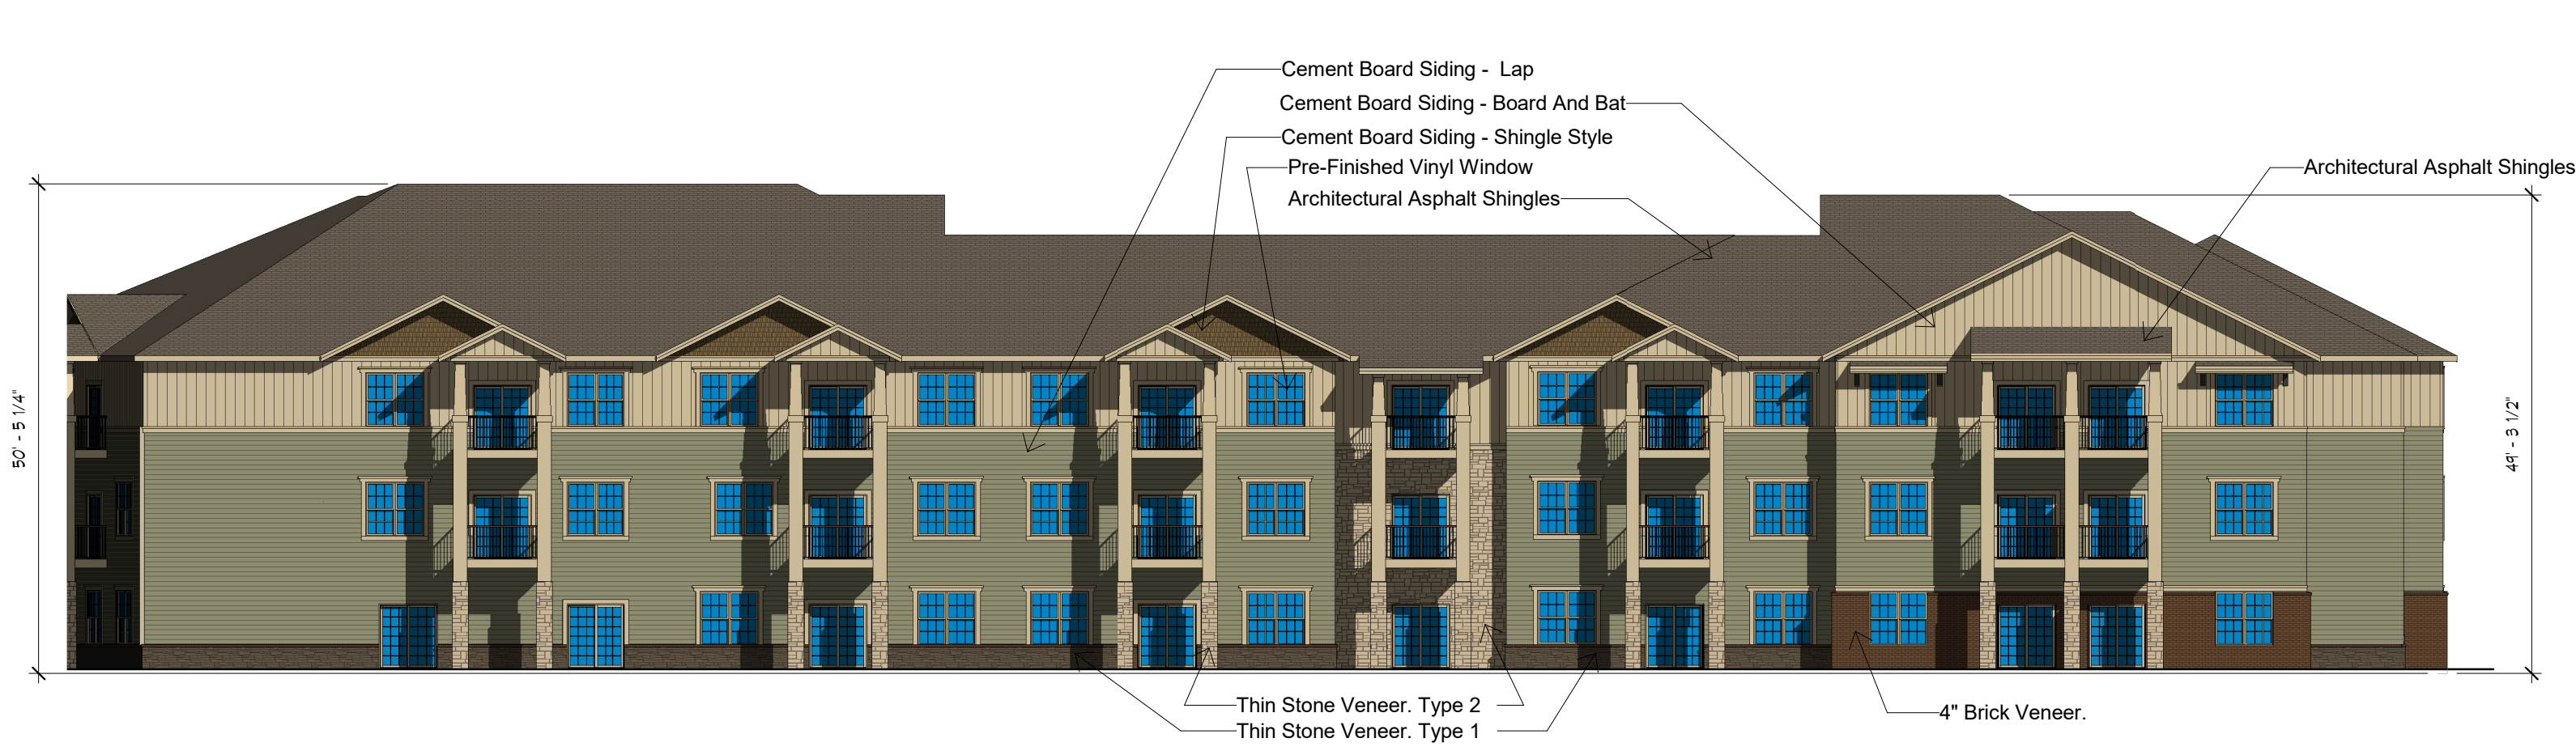 Cement Board Siding -  Lap
Cement Board Siding - Board And Bat
Cement Board Siding - Shingle Style
Pre-Finished Vinyl Window
Architectural Asphalt Shingles
Architectural Asphalt Shingles
50' - 5 1/4"
49' - 3 1/2"
Thin Stone Veneer. Type 2
Thin Stone Veneer. Type 1
4" Brick Veneer.